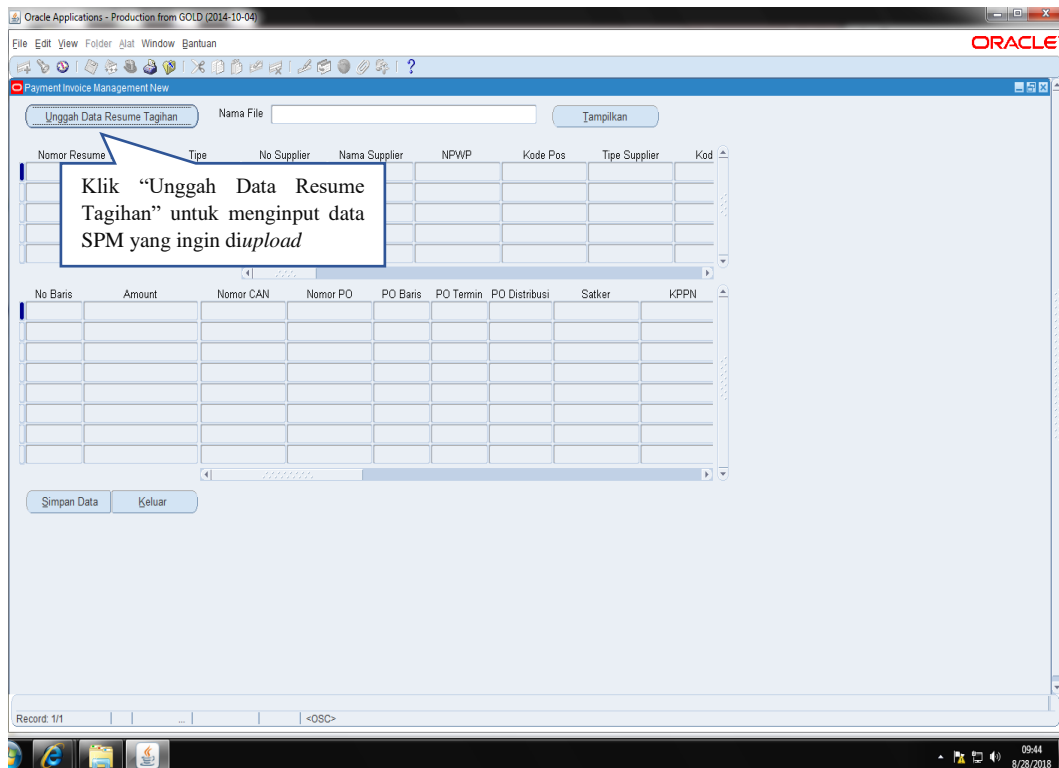 Oracle Applications - Production from GOLD (2014-10-04)
File Edit View Folder Alat Window Bantuan
ORACLE
Payment Invoice Management New
Unggah Data Resume Tagihan Nama File Tampilkan
Nomor Resume Tipe No Supplier Nama Supplier NPWP Kode Pos Tipe Supplier Kod
Klik “Unggah Data Resume
Tagihan” untuk menginput data
SPM yang ingin diupload
No Baris Amount Nomor CAN Nomor PO PO Baris PO Termin PO Distribusi Satker KPPN
Simpan Data Keluar
Record: 1/1 ... <OSC>
09:44
8/28/2018